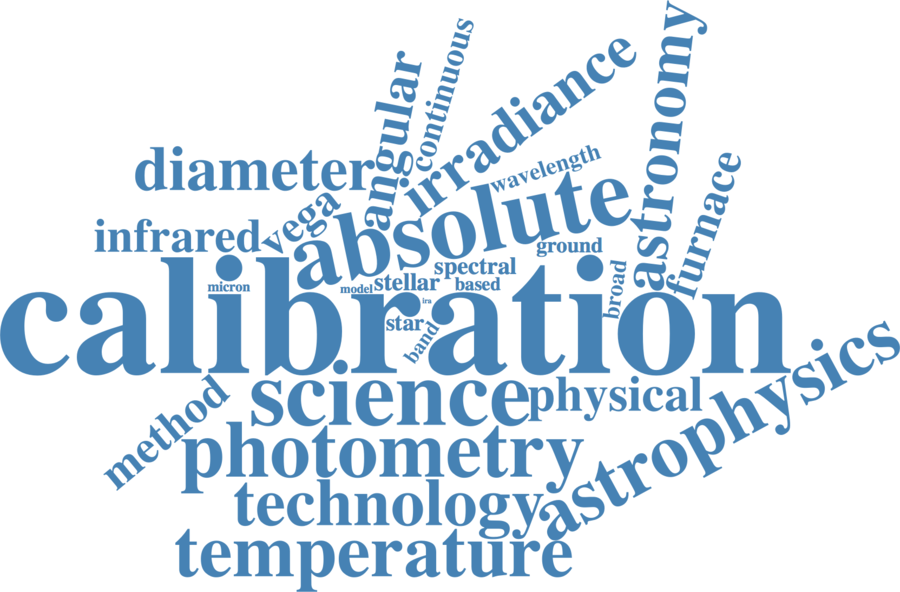 continuous
angular
irradiance
astronomy
diameter
wavelength
furnace
vega
absolute
infrared
ground
spectral
broad
micron
model
stellar
based
ira
calibration
star
band
science
physical
astrophysics
method
photometry
technology
temperature